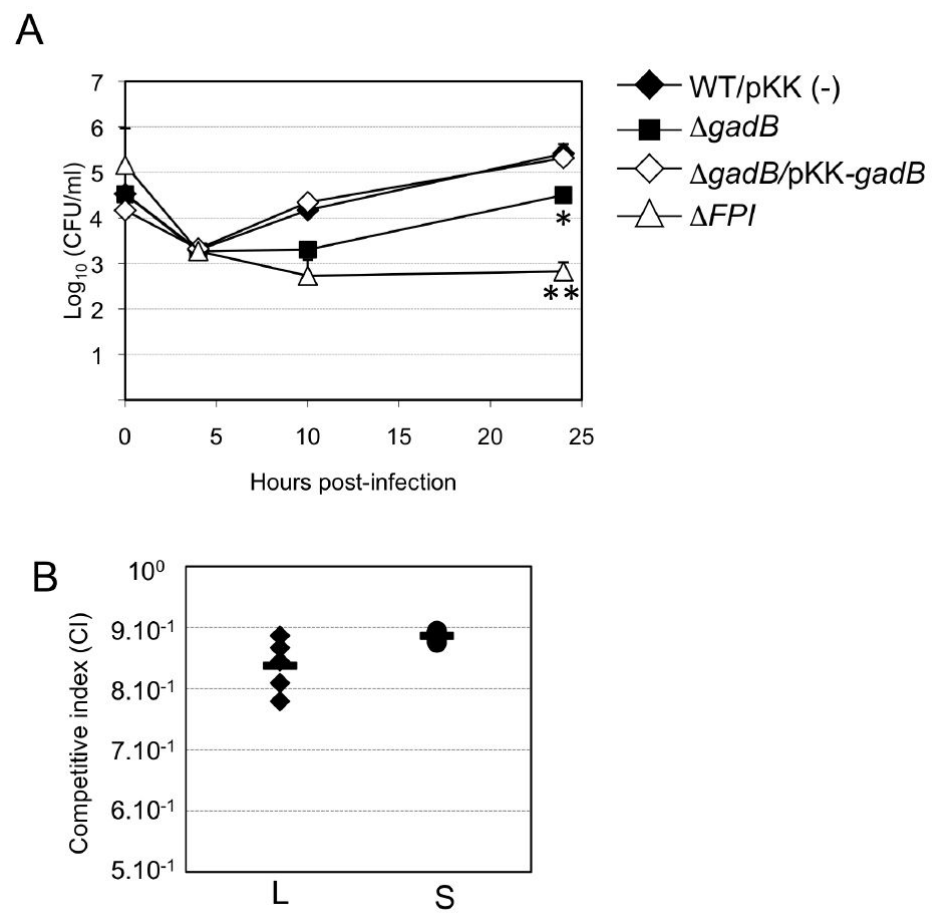 A
7
6
5
4
3
2
1
Log10 (CFU/ml)
0 5 10 15 20 25
Hours post-infection
*
**
WT/pKK (-)
ΔgadB
ΔgadB/pKK-gadB
ΔFPI
B
10⁰
9.10⁻¹
8.10⁻¹
7.10⁻¹
6.10⁻¹
5.10⁻¹
Competitive index (CI)
L S